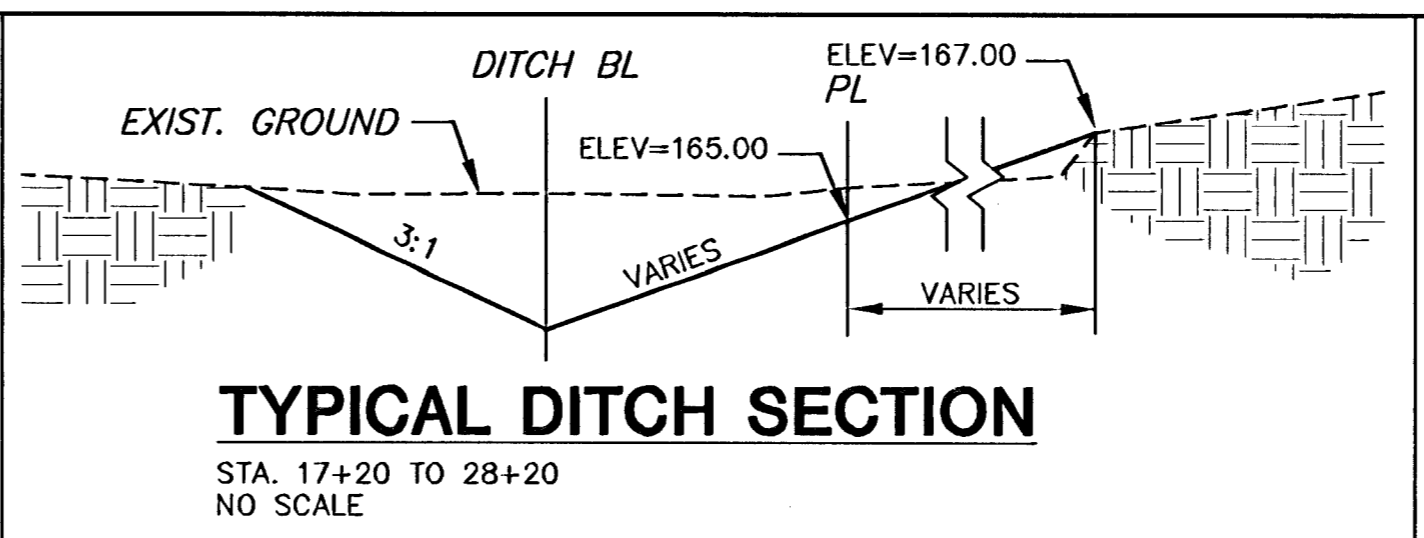 DITCH BL
ELEV=167.00
PL
EXIST. GROUND
ELEV=165.00
3:1
VARIES
VARIES
TYPICAL DITCH SECTION
STA. 17+20 TO 28+20
NO SCALE